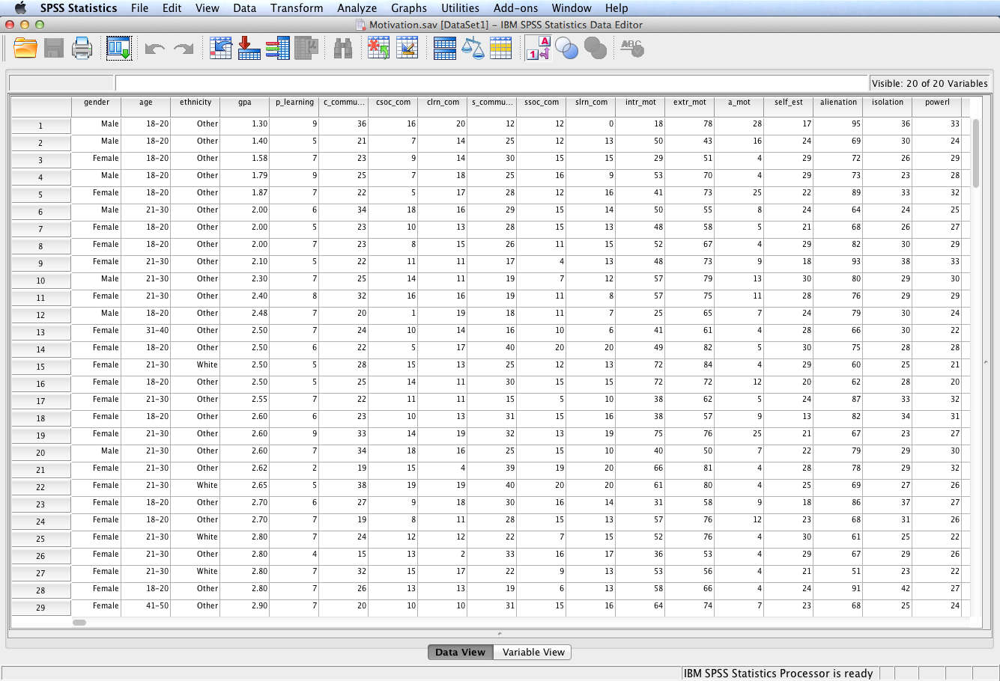 SPSS Statistics File Edit View Data Transform Analyze Graphs Utilities Add-ons Window Help
Motivation.sav [DataSet1] – IBM SPSS Statistics Data Editor
A
1
μ
ABC
Visible: 20 of 20 Variables
gender age ethnicity gpa p_learning c_commu... csoc_com clrn_com s_commu... ssoc_com slrn_com intr_mot extr_mot a_mot self_est alienation isolation powerl
1 Male 18-20 Other 1.30 9 36 16 20 12 12 0 18 78 28 17 95 36 33
2 Male 18-20 Other 1.40 5 21 7 14 25 12 13 50 43 16 24 69 30 24
3 Female 18-20 Other 1.58 7 23 9 14 30 15 15 29 51 4 29 72 26 29
4 Male 18-20 Other 1.79 9 25 7 18 25 16 9 53 70 4 29 73 23 28
5 Female 18-20 Other 1.87 7 22 5 17 28 12 16 41 73 25 22 89 33 32
6 Male 21-30 Other 2.00 6 34 18 16 29 15 14 50 55 8 24 64 24 25
7 Female 18-20 Other 2.00 5 23 10 13 28 15 13 48 58 5 21 68 26 27
8 Female 18-20 Other 2.00 7 23 8 15 26 11 15 52 67 4 29 82 30 29
9 Female 21-30 Other 2.10 5 22 11 11 17 4 13 48 73 9 18 93 38 33
10 Male 21-30 Other 2.30 7 25 14 11 19 7 12 57 79 13 30 80 29 30
11 Female 21-30 Other 2.40 8 32 16 16 19 11 8 57 75 11 28 76 29 29
12 Male 18-20 Other 2.48 7 20 1 19 18 11 7 25 65 7 24 79 30 24
13 Female 31-40 Other 2.50 7 24 10 14 16 10 6 41 61 4 28 66 30 22
14 Female 18-20 Other 2.50 6 22 5 17 40 20 20 49 82 5 30 75 28 28
15 Female 21-30 White 2.50 5 28 15 13 25 12 13 72 84 4 29 60 25 21
16 Female 18-20 Other 2.50 5 25 14 11 30 15 15 72 72 12 20 62 28 20
17 Female 21-30 Other 2.55 7 22 11 11 15 5 10 38 62 5 24 87 33 32
18 Female 18-20 Other 2.60 6 23 10 13 31 15 16 38 57 9 13 82 34 31
19 Female 21-30 Other 2.60 9 33 14 19 32 13 19 75 76 25 21 67 23 27
20 Male 21-30 Other 2.60 7 34 18 16 25 15 10 40 50 7 22 79 29 30
21 Female 21-30 Other 2.62 2 19 15 4 39 19 20 66 81 4 28 78 29 32
22 Female 21-30 White 2.65 5 38 19 19 40 20 20 61 80 4 25 69 27 26
23 Female 18-20 Other 2.70 6 27 9 18 30 16 14 31 58 9 18 86 37 27
24 Female 18-20 Other 2.70 7 19 8 11 28 15 13 57 76 12 23 68 31 26
25 Female 21-30 White 2.80 7 24 12 12 22 7 15 52 76 4 30 61 25 22
26 Female 21-30 Other 2.80 4 15 13 2 33 16 17 36 53 4 29 67 29 26
27 Female 21-30 White 2.80 7 32 15 17 22 9 13 53 56 4 21 51 23 22
28 Female 18-20 Other 2.80 7 26 13 13 19 6 13 58 66 4 24 91 42 27
29 Female 41-50 Other 2.90 7 20 10 10 31 15 16 64 74 7 23 68 25 24
Data View Variable View
IBM SPSS Statistics Processor is ready